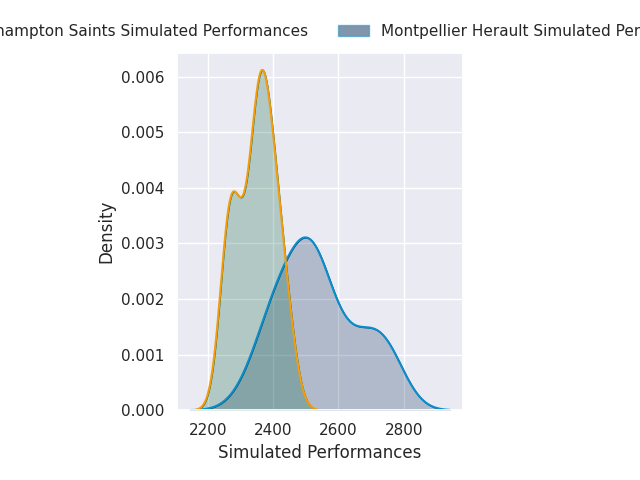 hampton Saints Simulated Performances
Montpellier Herault Simulated Per
0.006
0.005
0.004
0.003
0.002
0.001
0.000
Density
2200 2400 2600 2800
Simulated Performances